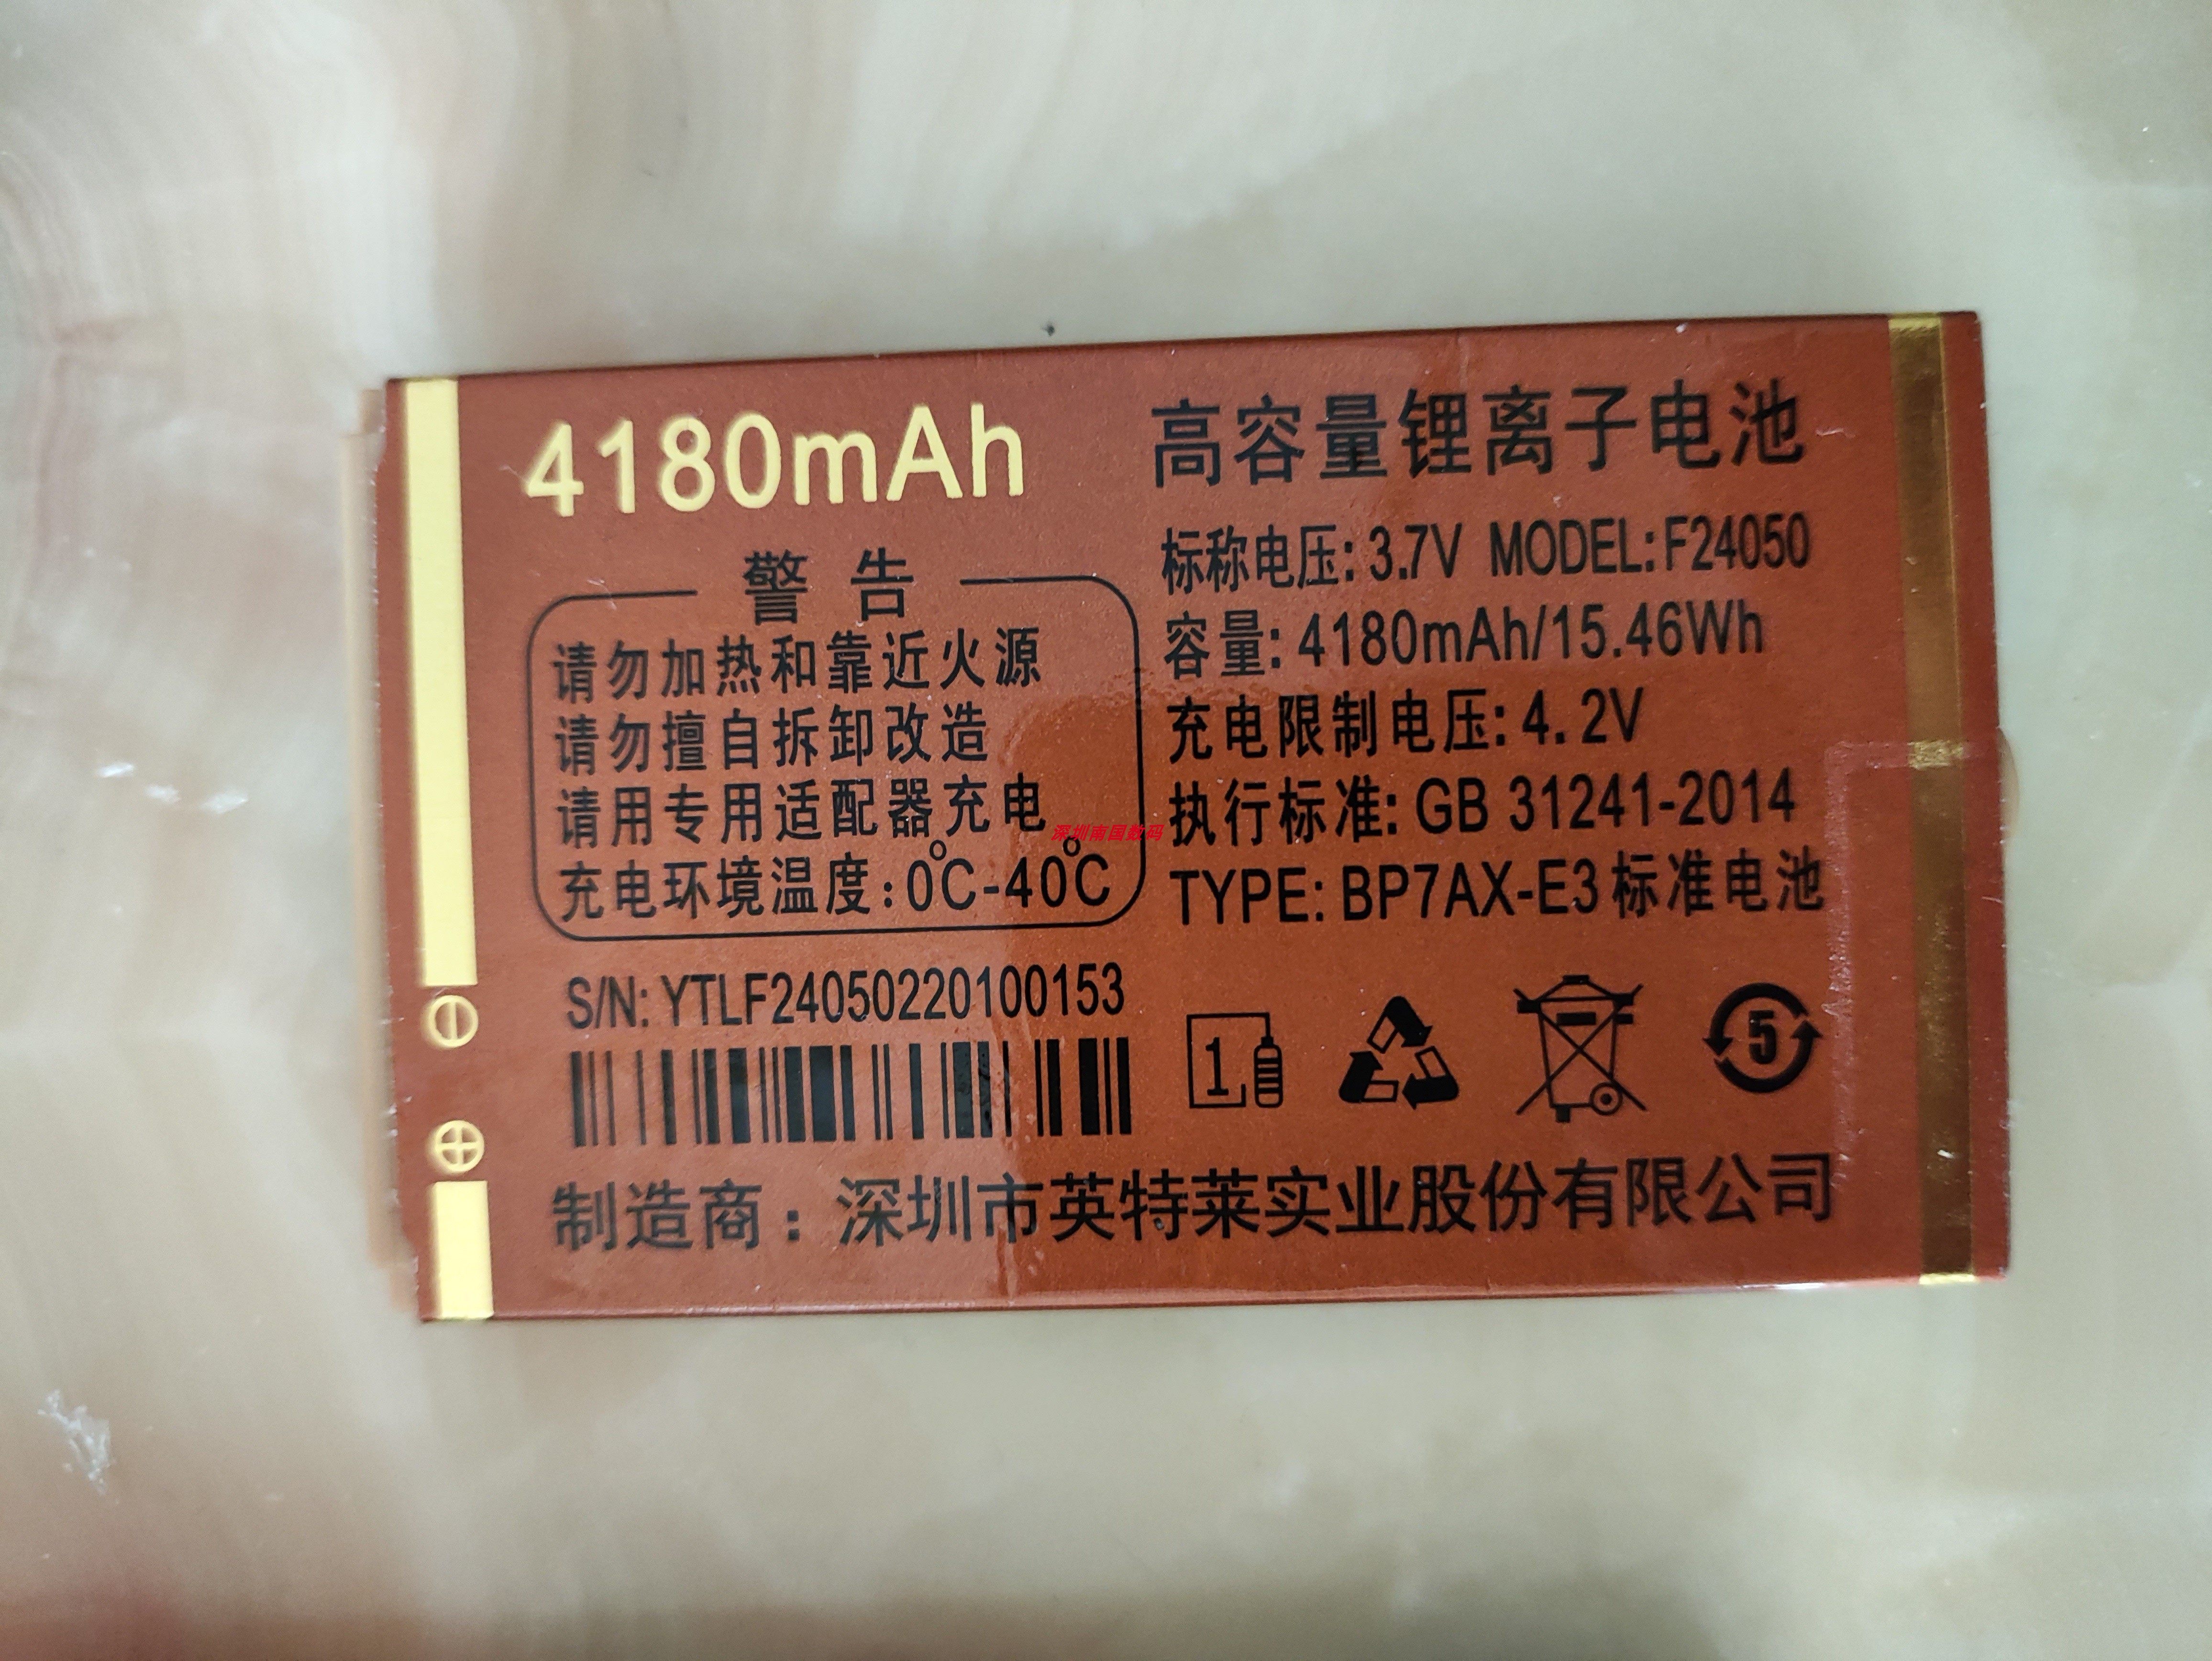 4180mAh
警 告
请勿加热和靠近火源
请勿擅自拆卸改造
请用专用适配器充电
充电环境温度:0℃-40℃
S/N: YTLF24050220100153
高容量锂离子电池
标称电压: 3.7V MODEL: F24050
容量: 4180mAh/15.46Wh
充电限制电压: 4.2V
执行标准: GB 31241-2014
TYPE: BP7AX-E3标准电池
1
5
制造商: 深圳市英特莱实业股份有限公司
深圳南国数码